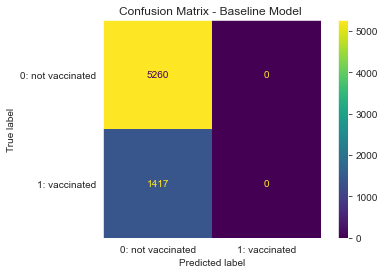 Confusion Matrix - Baseline Model
True label
0: not vaccinated
5260
0
1: vaccinated
1417
0
0: not vaccinated
1: vaccinated
Predicted label
5000
4000
3000
2000
1000
0